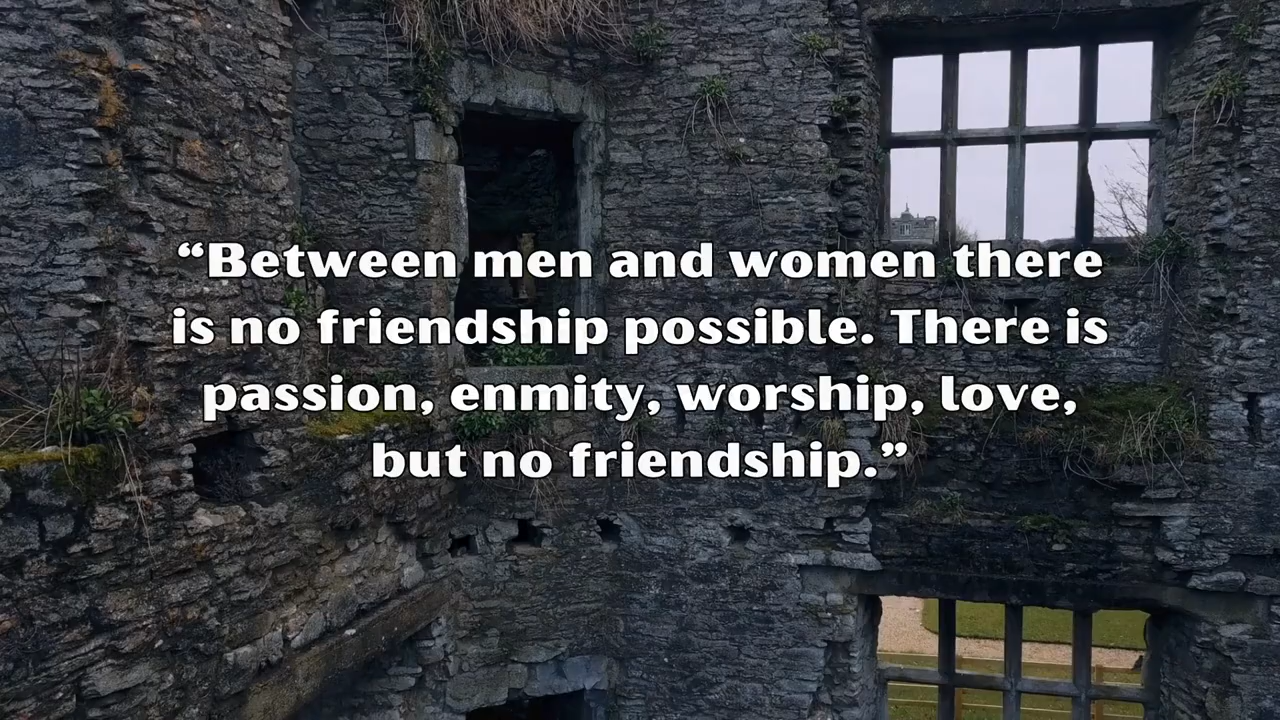 “Between men and women there
is no friendship possible. There is
passion, enmity, worship, love,
but no friendship.”